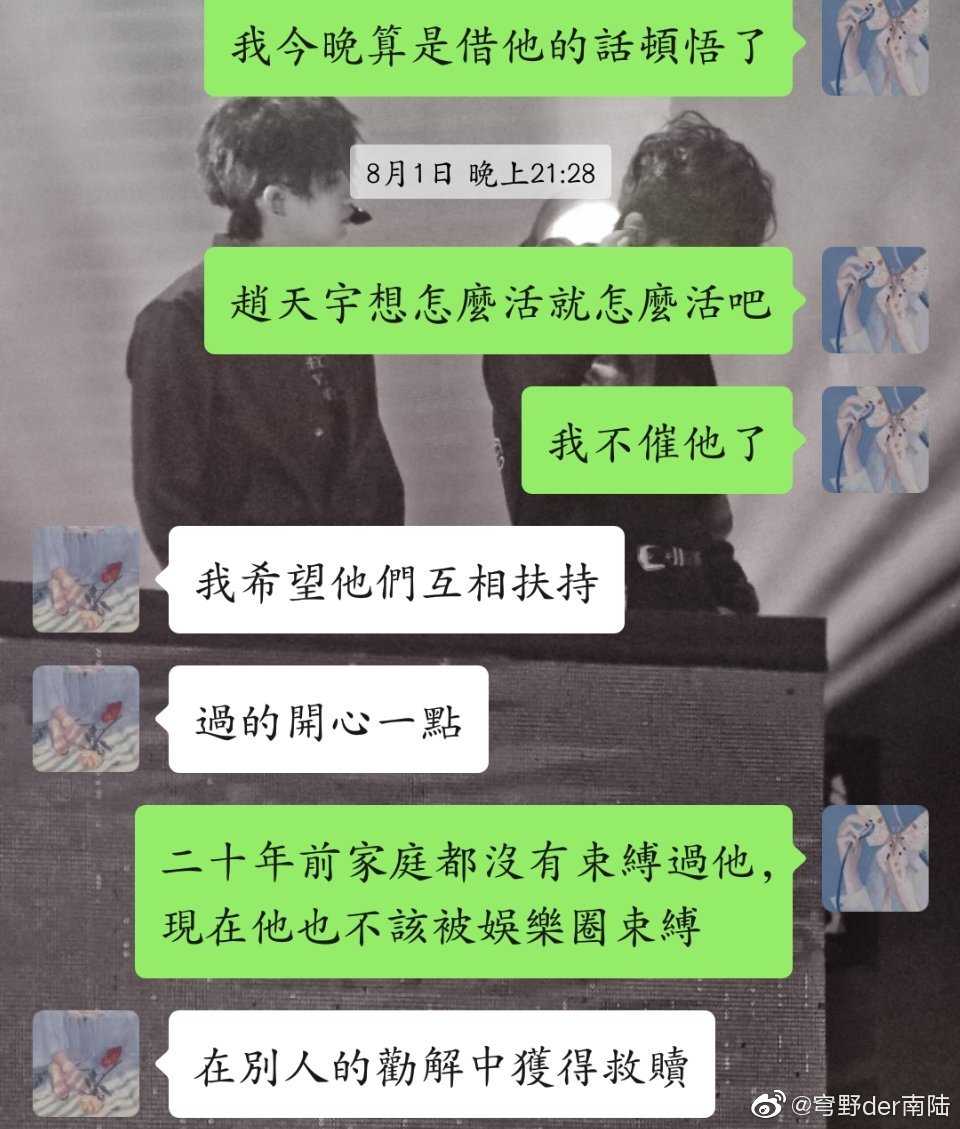 我今晚算是借他的話頓悟了
8月1日 晚上21:28
趙天宇想怎麼活就怎麼活吧
我不催他了
我希望他們互相扶持
過的開心一點
二十年前家庭都沒有束縛過他，
現在他也不該被娛樂圈束縛
在別人的勸解中獲得救贖
@穹野der南陆